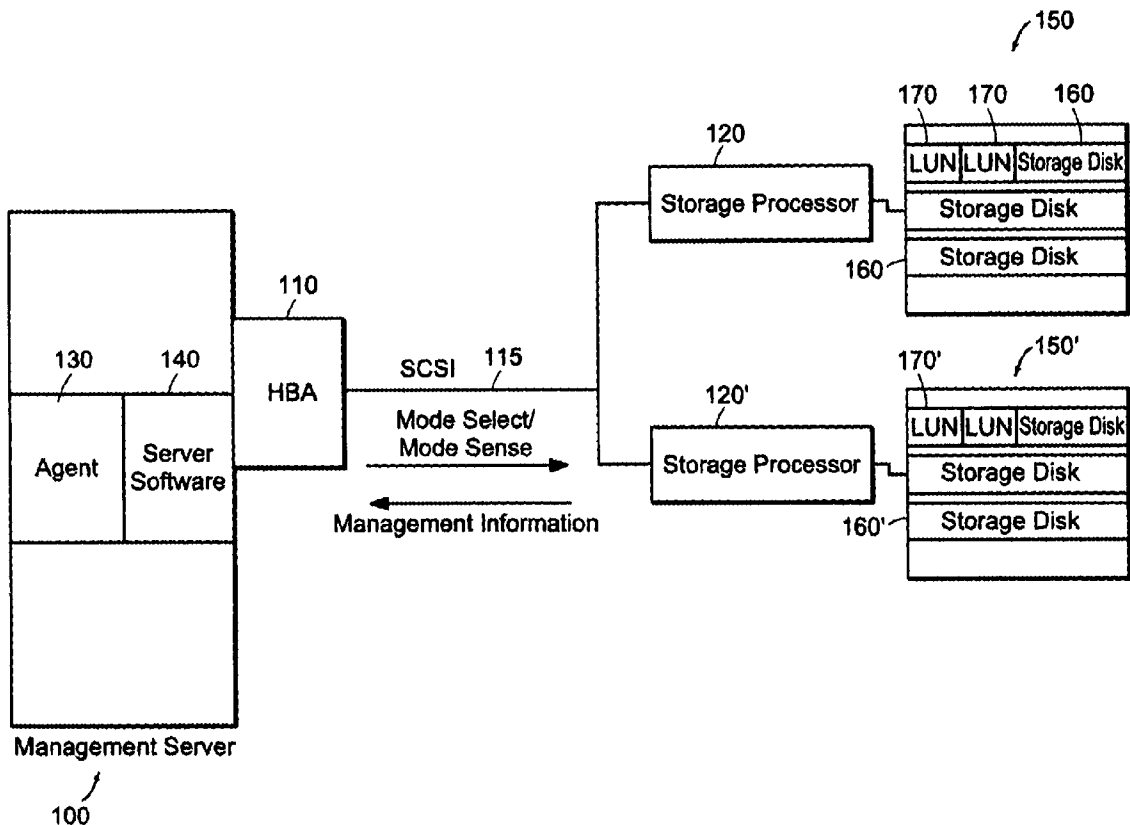 150
170
170
160
120
LUN
LUN
Storage Disk
Storage Processor
Storage Disk
Storage Disk
160
110
130
140
SCSI
115
HBA
Mode Select/
Mode Sense
Agent
Server
Software
Management Information
150'
170'
120'
LUN
LUN
Storage Disk
Storage Processor
Storage Disk
Storage Disk
160'
Management Server
100